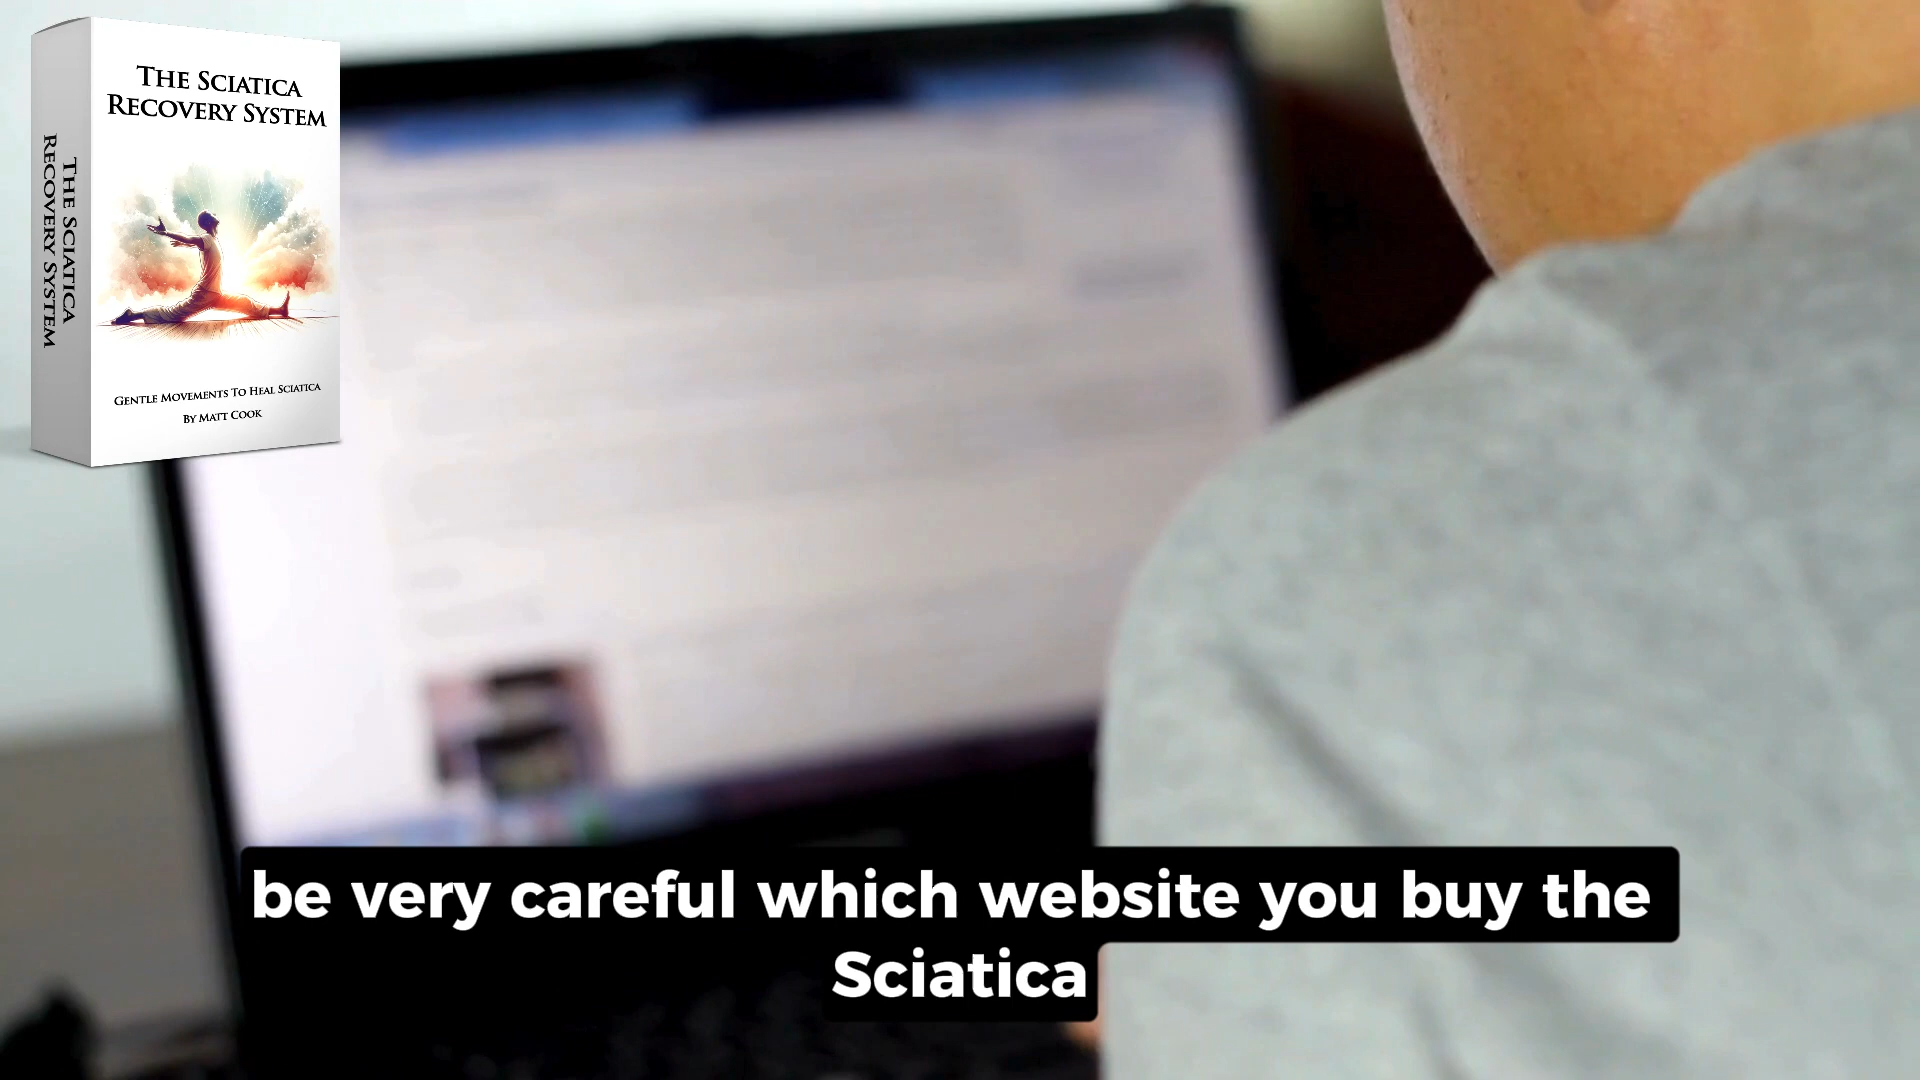 The Sciatica
Recovery System
The Sciatica
Recovery System
Gentle Movements To Heal Sciatica
By Matt Cook
be very careful which website you buy the
Sciatica